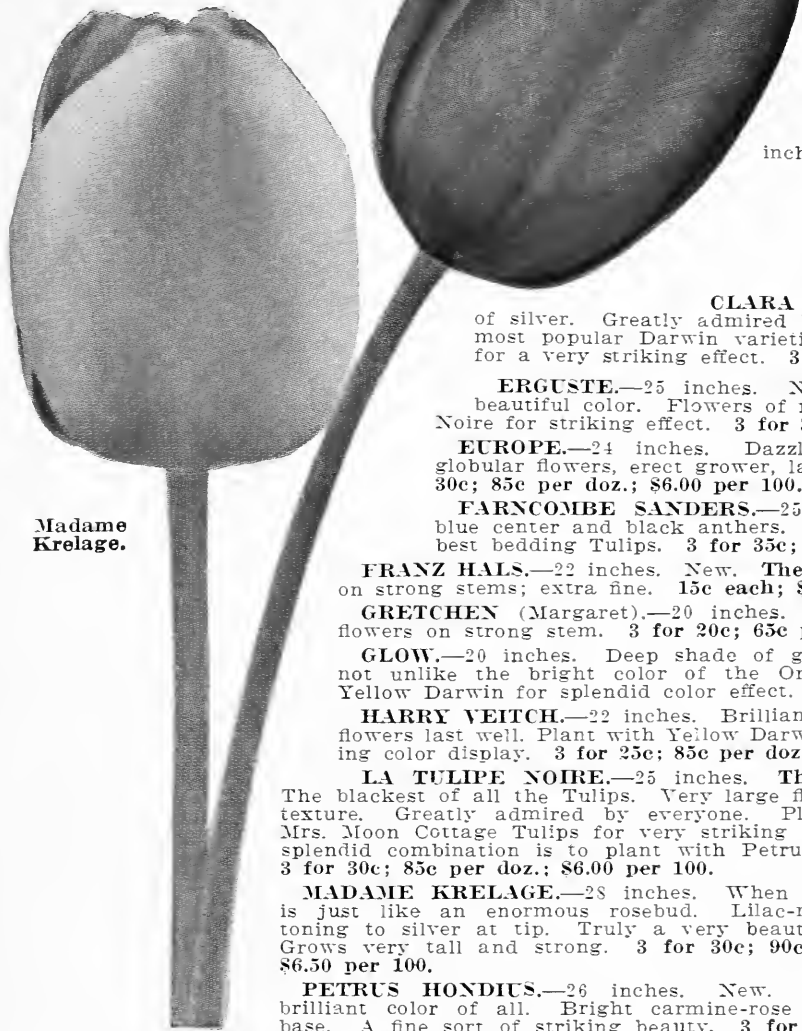 inch
CLARA
of silver. Greatly admired
most popular Darwin varieti
for a very striking effect. 3
ERGUSTE.—25 inches. N
beautiful color. Flowers of
Noire for striking effect. 3 for
EUROPE.—24 inches. Dazzl
globular flowers, erect grower, la
30c; 85c per doz.; $6.00 per 100.
FARNCOMBE SANDERS.—25
blue center and black anthers.
best bedding Tulips. 3 for 35c;
Madame
Krelage.
FRANZ HALS.—22 inches. New. The
on strong stems; extra fine. 15c each; $
GRETCHEN (Margaret).—20 inches.
flowers on strong stem. 3 for 20c; 65c
GLOW.—20 inches. Deep shade of g
not unlike the bright color of the Or
Yellow Darwin for splendid color effect.
HARRY VEITCH.—22 inches. Brillian
flowers last well. Plant with Yellow Darw
ing color display. 3 for 25c; 85c per doz
LA TULIPE NOIRE.—25 inches. Th
The blackest of all the Tulips. Very large fl
texture. Greatly admired by everyone. Pl
Mrs. Moon Cottage Tulips for very striking
splendid combination is to plant with Petru
3 for 30c; 85c per doz.; $6.00 per 100.
MADAME KRELAGE.—28 inches. When
is just like an enormous rosebud. Lilac-r
toning to silver at tip. Truly a very beaut
Grows very tall and strong. 3 for 30c; 90c
$6.50 per 100.
PETRUS HONDIUS.—26 inches. New.
brilliant color of all. Bright carmine-rose
base. A fine sort of striking beauty. 3 for